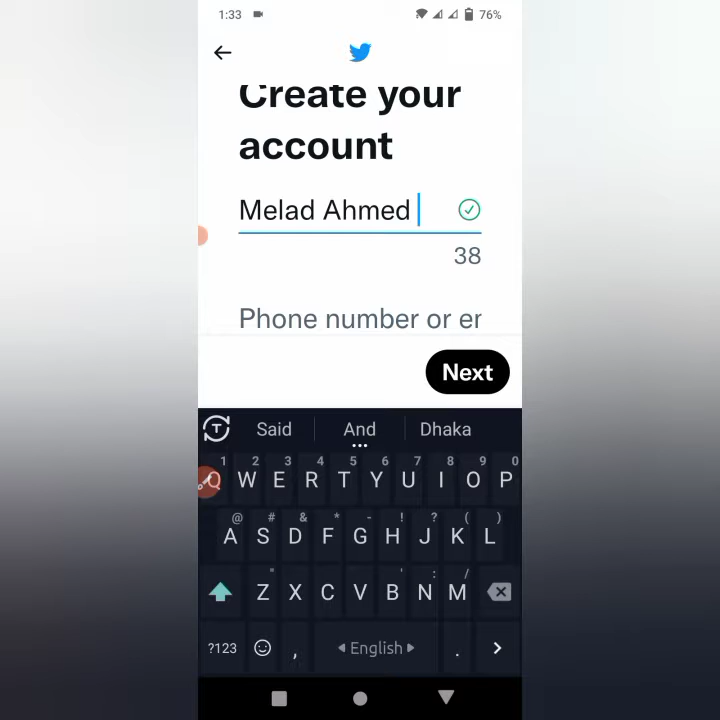 1:33 76%
Create your
account
Melad Ahmed
38
Phone number or er
Next
Said And Dhaka
1 2 3 4 5 6 7 8 9 0
Q W E R T Y U I O P
@ # & * - ! ? ( )
A S D F G H J K L
" ' : /
Z X C V B N M
?123 , English .